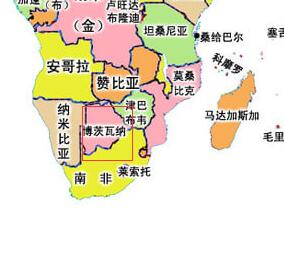 （布）
卢旺达
布隆迪
（金）
坦桑尼亚
桑给巴尔
安哥拉
科摩罗
赞比亚
莫桑
比克
津巴
布韦
马达加斯加
纳
米
比
亚
博茨瓦纳
毛里
南 非
莱索托